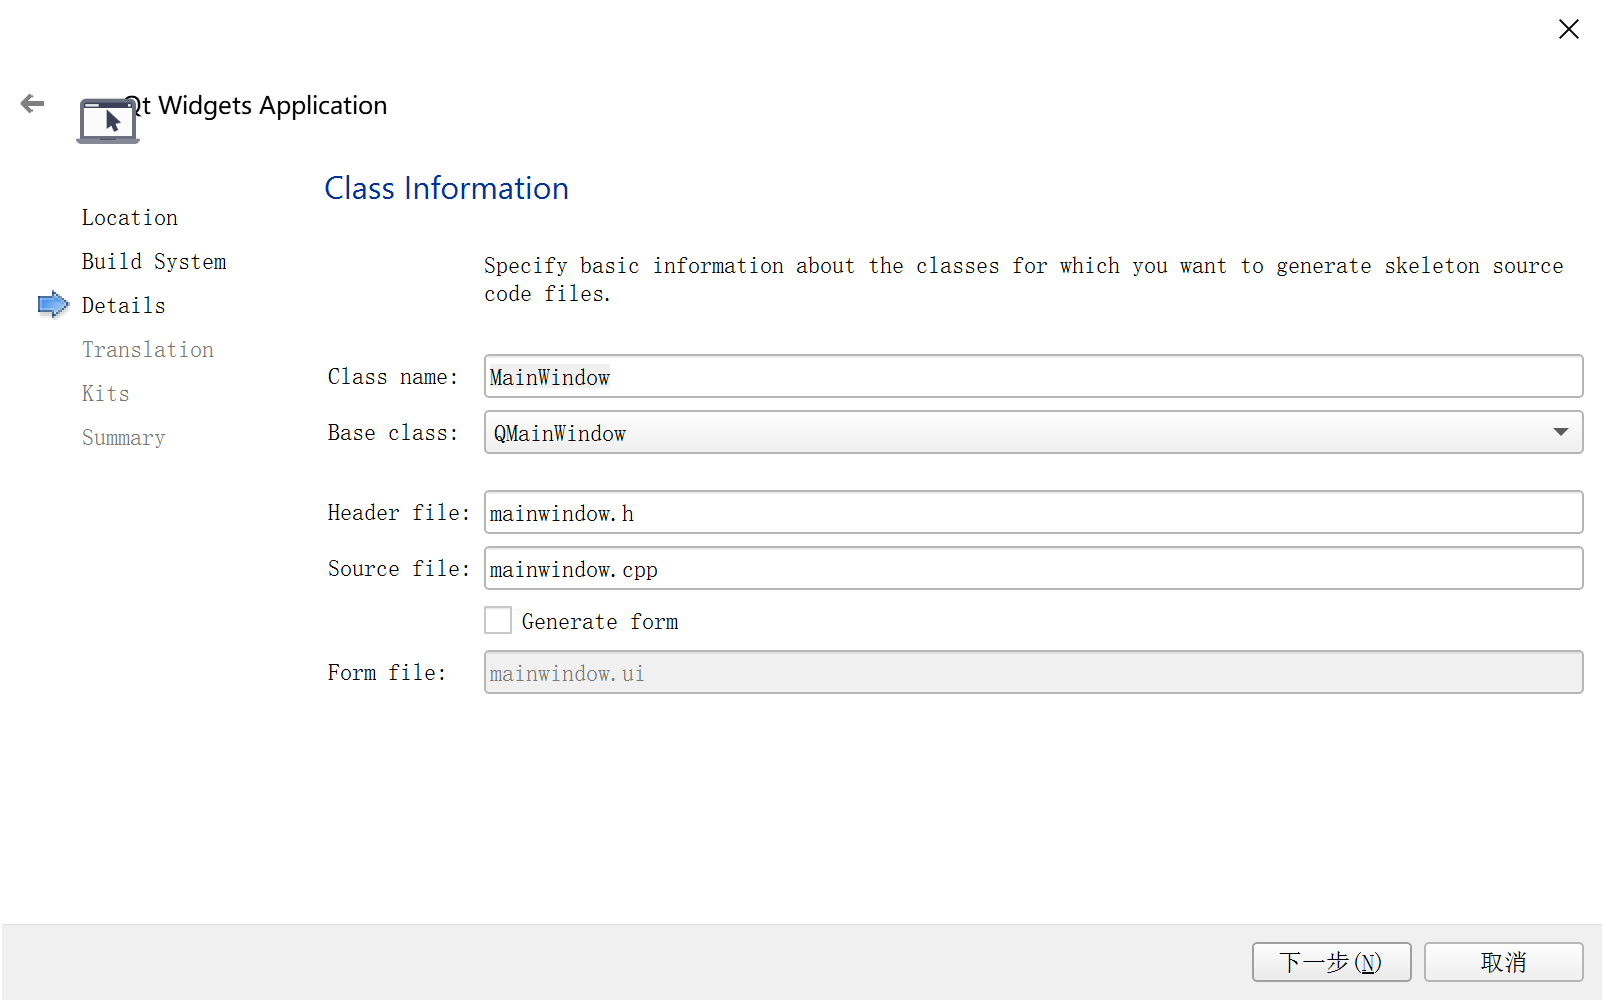 Qt Widgets Application
Class Information
Location
Build System
Details
Translation
Kits
Summary
Specify basic information about the classes for which you want to generate skeleton source
code files.
Class name: MainWindow
Base class: QMainWindow
Header file: mainwindow.h
Source file: mainwindow.cpp
Generate form
Form file: mainwindow.ui
下一步(N) 取消